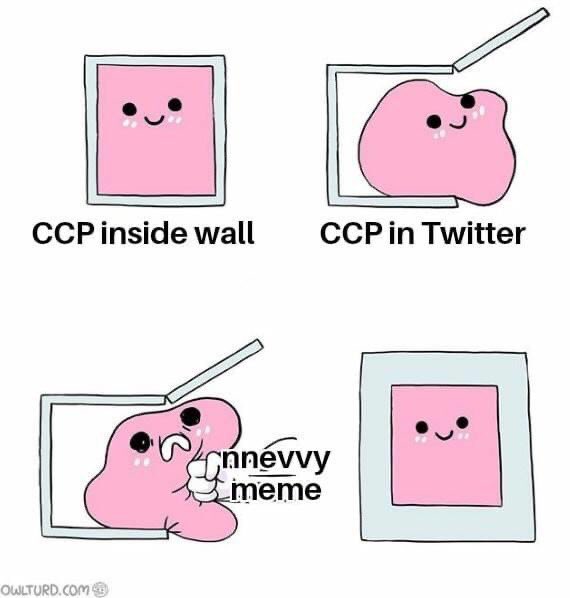 CCP inside wall
CCP in Twitter
nnevvy
meme
OWLTURD.COM